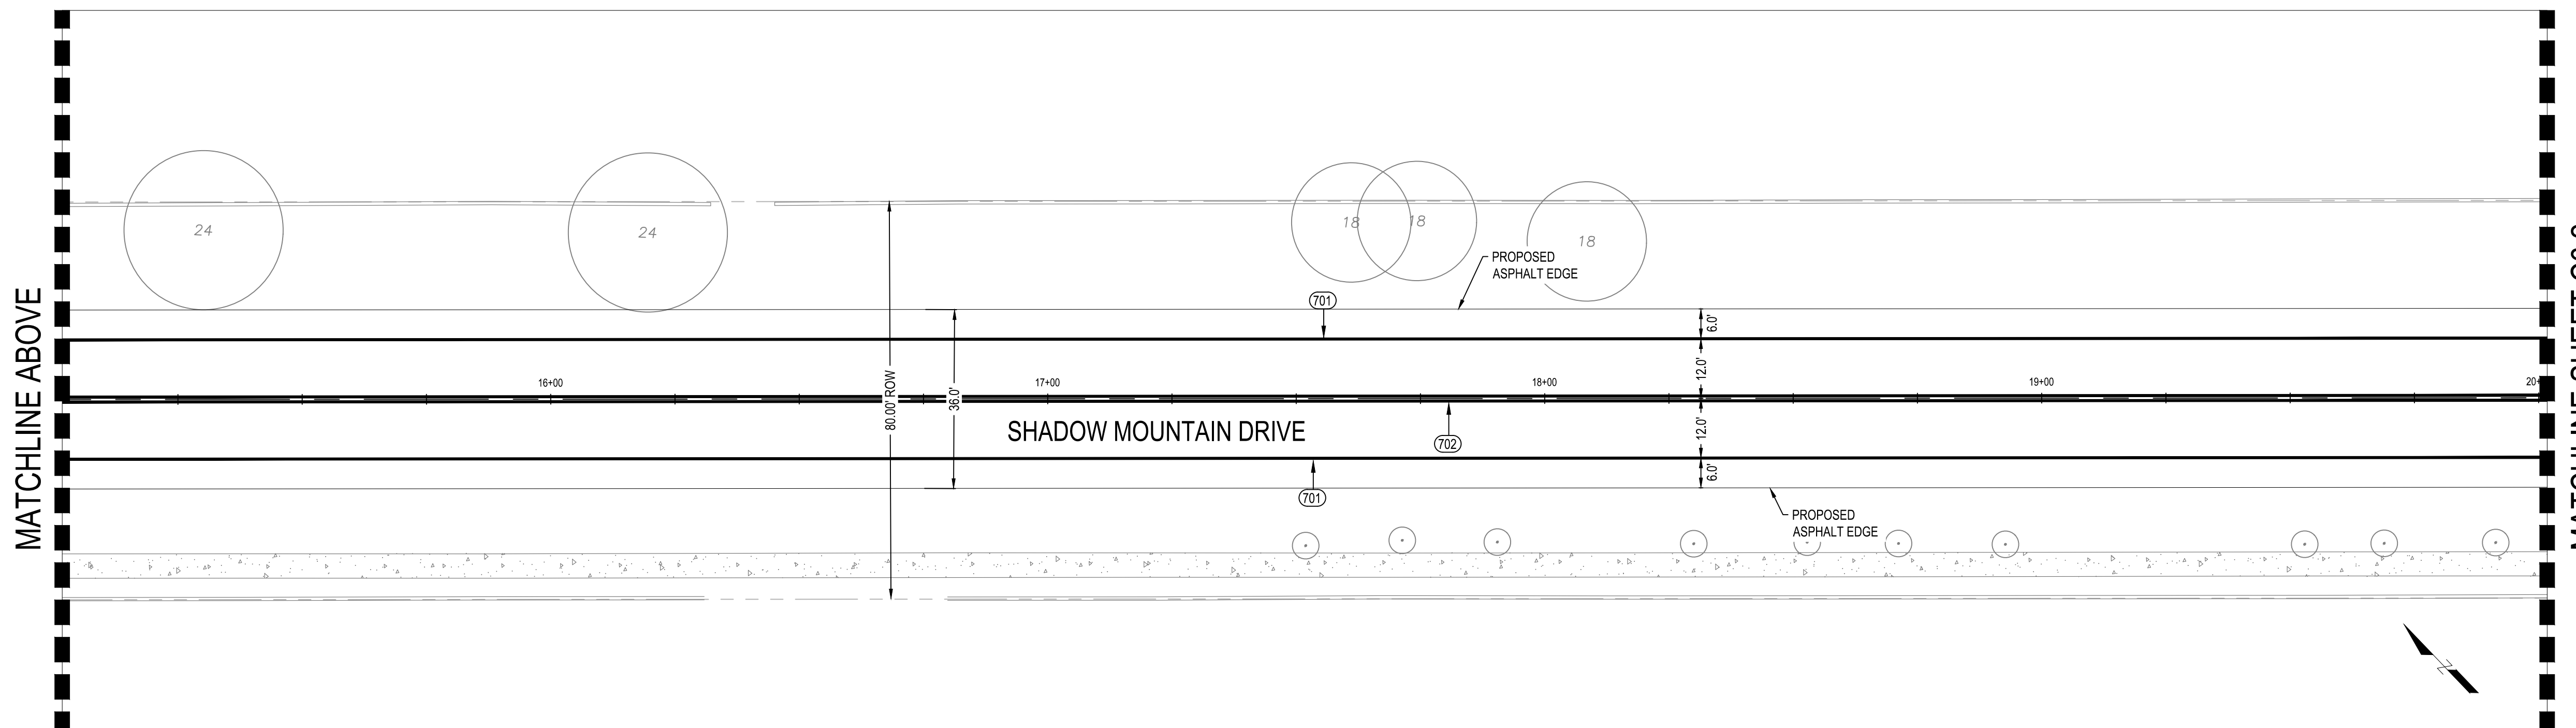 MATCHLINE ABOVE
24
24
18
18
18
PROPOSED
ASPHALT EDGE
701
6.0'
12.0'
80.00' ROW
36.0'
16+00
17+00
18+00
19+00
SHADOW MOUNTAIN DRIVE
702
12.0'
6.0'
701
PROPOSED
ASPHALT EDGE
N